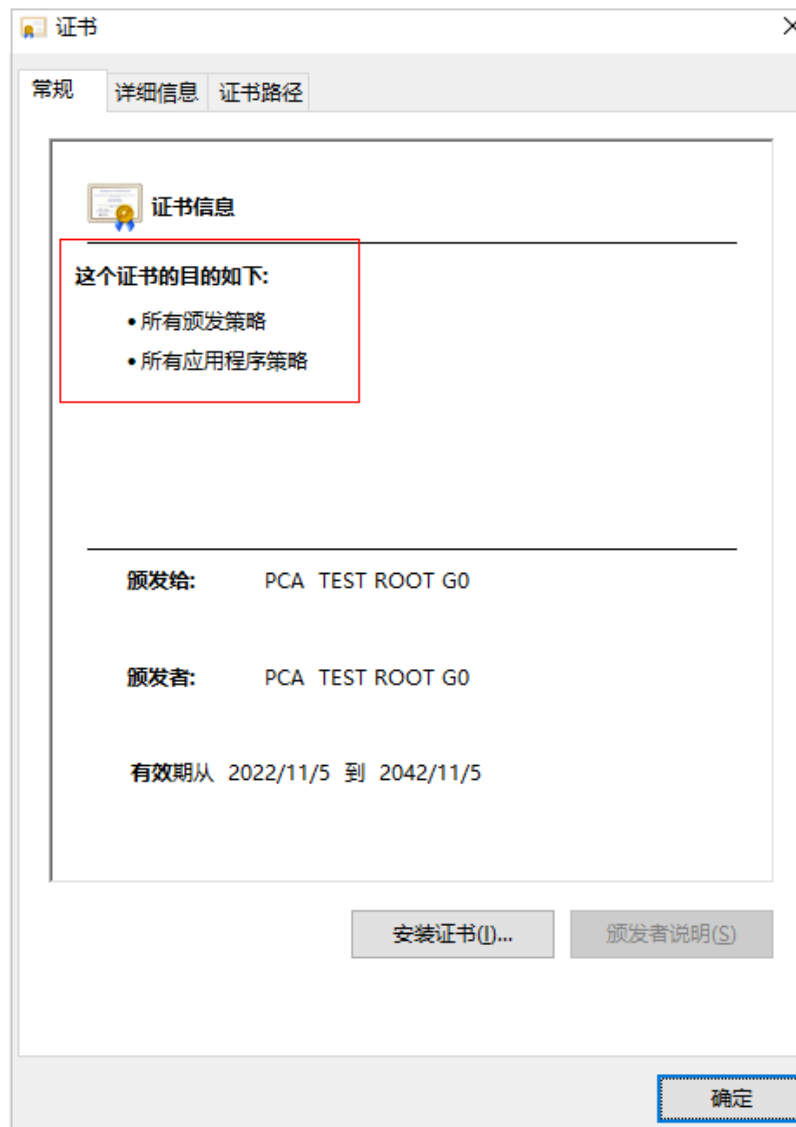 证书
常规 详细信息 证书路径
证书信息
这个证书的目的如下:
• 所有颁发策略
• 所有应用程序策略
颁发给: PCA TEST ROOT G0
颁发者: PCA TEST ROOT G0
有效期从 2022/11/5 到 2042/11/5
安装证书(I)... 颁发者说明(S)
确定